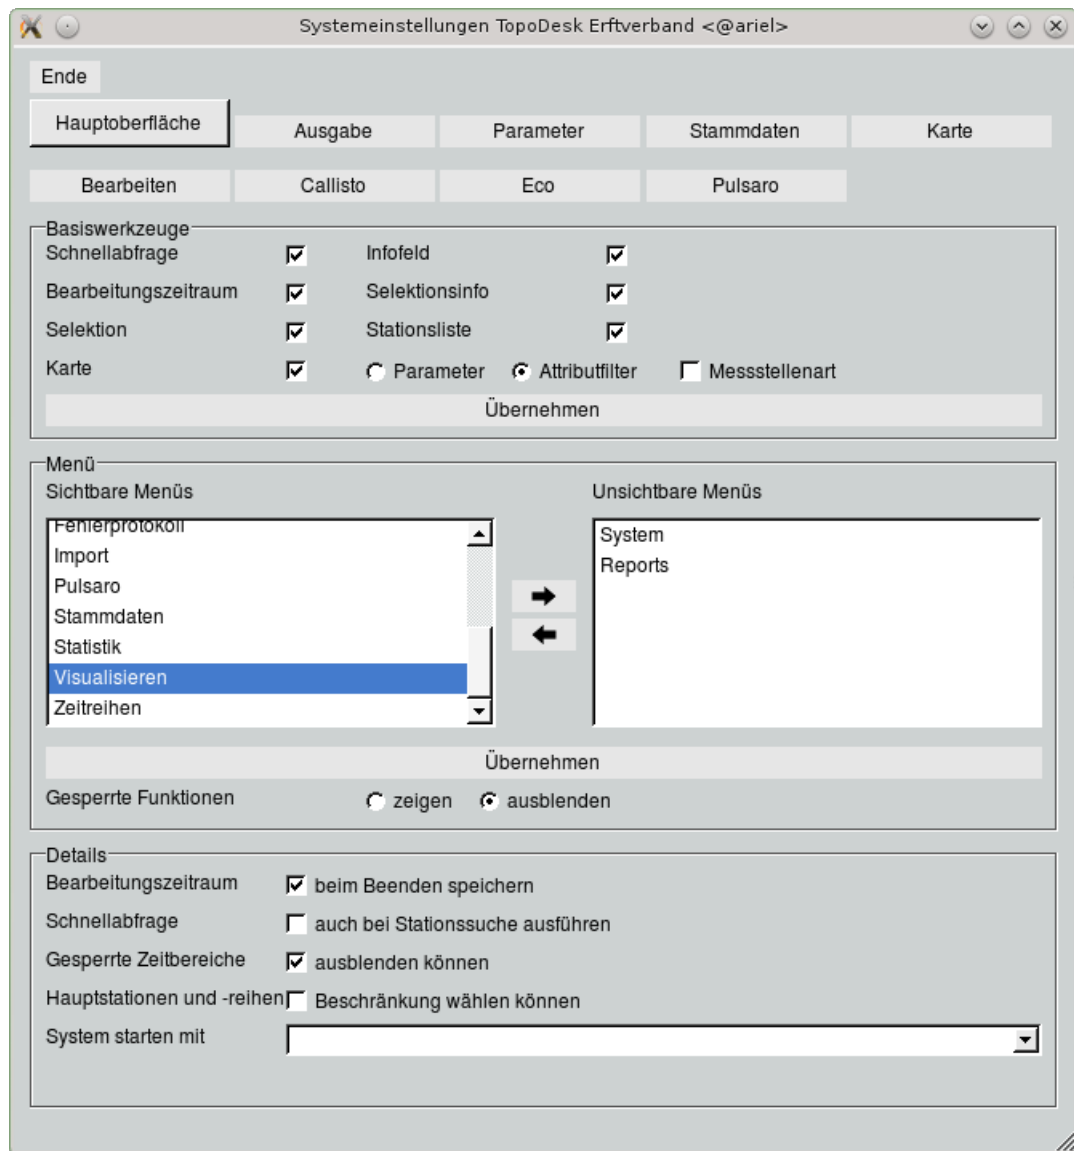 Systemeinstellungen TopoDesk Erftverband <@ariel>
Ende
Hauptoberfläche Ausgabe Parameter Stammdaten Karte
Bearbeiten Callisto Eco Pulsaro
Basiswerkzeuge
Schnellabfrage Infofeld
Bearbeitungszeitraum Selektionsinfo
Selektion Stationsliste
Karte Parameter Attributfilter Messstellenart
Übernehmen
Menü
Sichtbare Menüs Unsichtbare Menüs
Fehlerprotokoll System
Import Reports
Pulsaro
Stammdaten
Statistik
Visualisieren
Zeitreihen
Übernehmen
Gesperrte Funktionen zeigen ausblenden
Details
Bearbeitungszeitraum beim Beenden speichern
Schnellabfrage auch bei Stationssuche ausführen
Gesperrte Zeitbereiche ausblenden können
Hauptstationen und -reihen Beschränkung wählen können
System starten mit